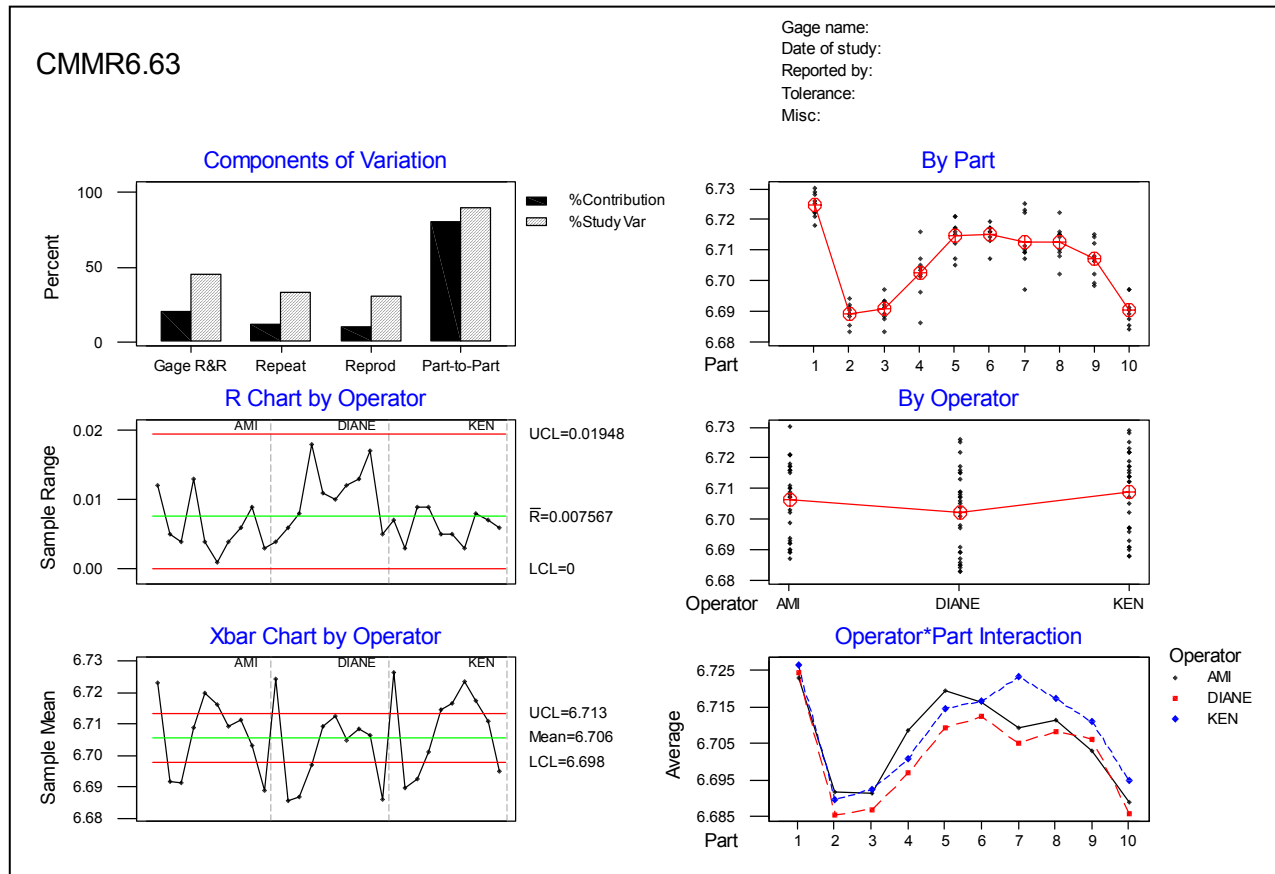 CMMR6.63
Gage name:
Date of study:
Reported by:
Tolerance:
Misc:
Components of Variation
100
50
0
Percent
Gage R&R Repeat Reprod Part-to-Part
%Contribution
%Study Var
By Part
6.73
6.72
6.71
6.70
6.69
6.68
Part 1 2 3 4 5 6 7 8 9 10
R Chart by Operator
AMI DIANE KEN
0.02
0.01
0.00
Sample Range
UCL=0.01948
R̅=0.007567
LCL=0
By Operator
6.73
6.72
6.71
6.70
6.69
6.68
Operator AMI DIANE KEN
Xbar Chart by Operator
AMI DIANE KEN
6.73
6.72
6.71
6.70
6.69
6.68
Sample Mean
UCL=6.713
Mean=6.706
LCL=6.698
Operator*Part Interaction
6.725
6.715
6.705
6.695
6.685
Average
Part 1 2 3 4 5 6 7 8 9 10
Operator
AMI
DIANE
KEN